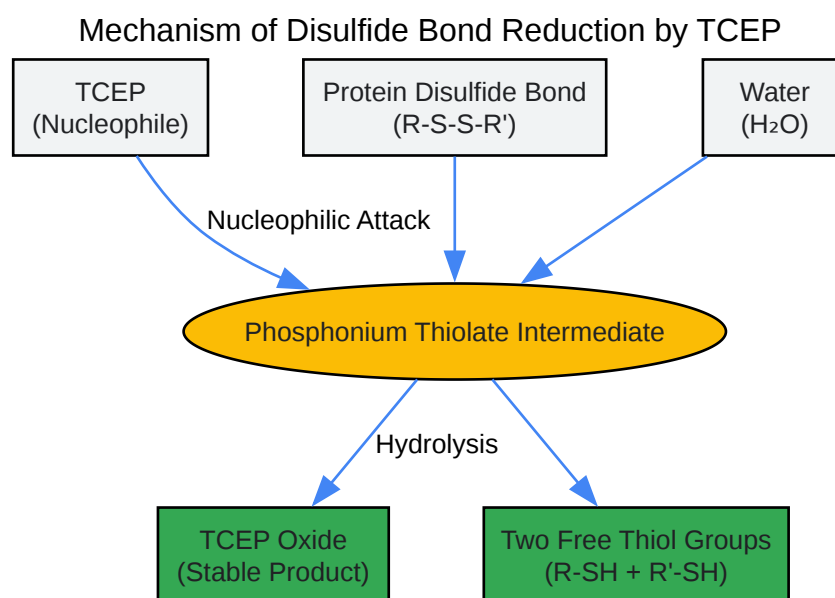 Mechanism of Disulfide Bond Reduction by TCEP
TCEP
(Nucleophile)
Protein Disulfide Bond
(R-S-S-R')
Water
(H₂O)
Nucleophilic Attack
Phosphonium Thiolate Intermediate
Hydrolysis
TCEP Oxide
(Stable Product)
Two Free Thiol Groups
(R-SH + R'-SH)